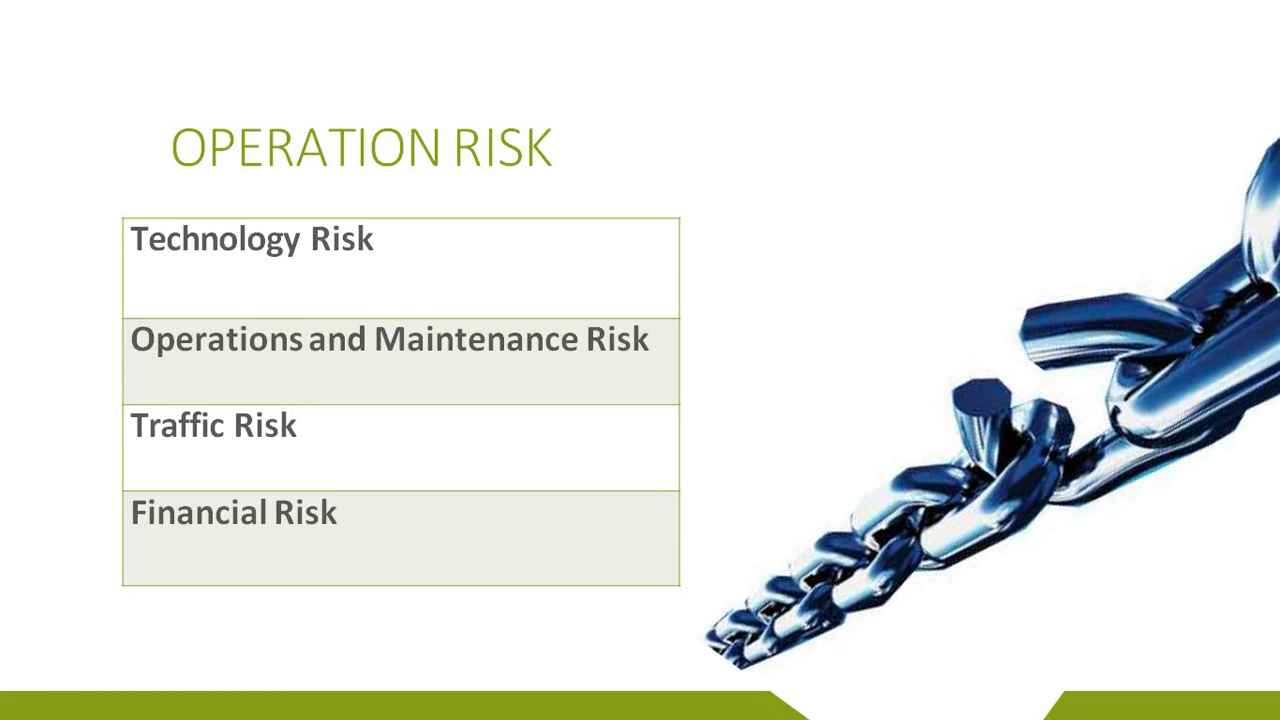 OPERATION RISK
Technology Risk
Operations and Maintenance Risk
Traffic Risk
Financial Risk